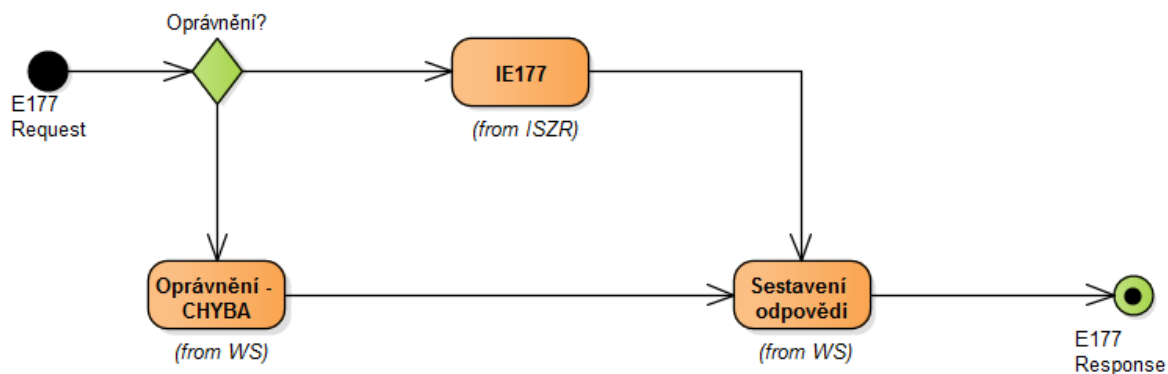 Oprávnění?
E177
Request
IE177
(from ISZR)
Oprávnění -
CHYBA
(from WS)
Sestavení
odpovědi
(from WS)
E177
Response